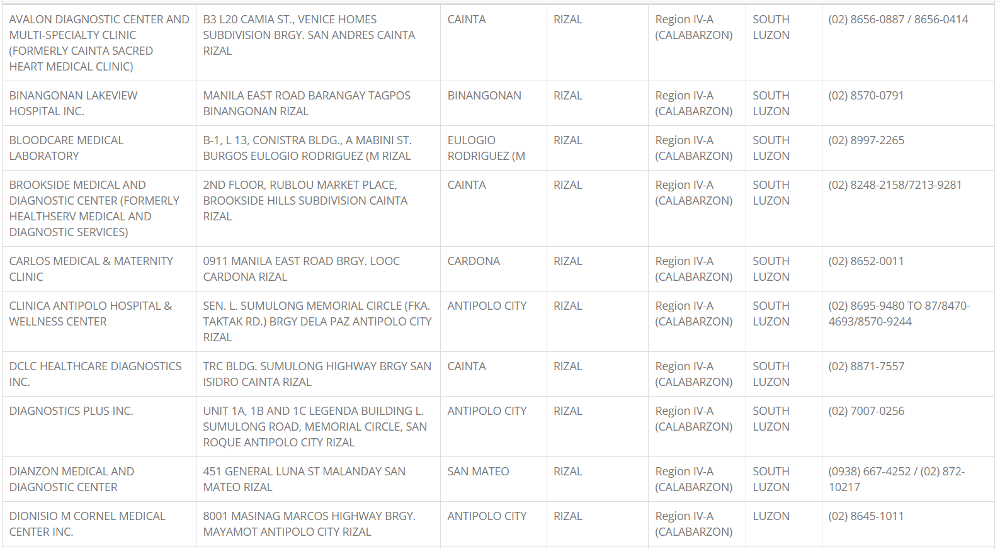 AVALON DIAGNOSTIC CENTER AND
MULTI-SPECIALTY CLINIC
(FORMERLY CAINTA SACRED
HEART MEDICAL CLINIC)
B3 L20 CAMIA ST., VENICE HOMES
SUBDIVISION BRGY. SAN ANDRES CAINTA
RIZAL
CAINTA
RIZAL
Region IV-A
(CALABARZON)
SOUTH
LUZON
(02) 8656-0887 / 8656-0414
BINANGONAN LAKEVIEW
HOSPITAL INC.
MANILA EAST ROAD BARANGAY TAGPOS
BINANGONAN RIZAL
BINANGONAN
RIZAL
Region IV-A
(CALABARZON)
SOUTH
LUZON
(02) 8570-0791
BLOODCARE MEDICAL
LABORATORY
B-1, L 13, CONISTRA BLDG., A MABINI ST.
BURGOS EULOGIO RODRIGUEZ (M RIZAL
EULOGIO
RODRIGUEZ (M
RIZAL
Region IV-A
(CALABARZON)
SOUTH
LUZON
(02) 8997-2265
BROOKSIDE MEDICAL AND
DIAGNOSTIC CENTER (FORMERLY
HEALTHSERV MEDICAL AND
DIAGNOSTIC SERVICES)
2ND FLOOR, RUBLOU MARKET PLACE,
BROOKSIDE HILLS SUBDIVISION CAINTA
RIZAL
CAINTA
RIZAL
Region IV-A
(CALABARZON)
SOUTH
LUZON
(02) 8248-2158/7213-9281
CARLOS MEDICAL & MATERNITY
CLINIC
0911 MANILA EAST ROAD BRGY. LOOC
CARDONA RIZAL
CARDONA
RIZAL
Region IV-A
(CALABARZON)
SOUTH
LUZON
(02) 8652-0011
CLINICA ANTIPOLO HOSPITAL &
WELLNESS CENTER
SEN. L. SUMULONG MEMORIAL CIRCLE (FKA.
TAKTAK RD.) BRGY DELA PAZ ANTIPOLO CITY
RIZAL
ANTIPOLO CITY
RIZAL
Region IV-A
(CALABARZON)
SOUTH
LUZON
(02) 8695-9480 TO 87/8470-
4693/8570-9244
DCLC HEALTHCARE DIAGNOSTICS
INC.
TRC BLDG. SUMULONG HIGHWAY BRGY SAN
ISIDRO CAINTA RIZAL
CAINTA
RIZAL
Region IV-A
(CALABARZON)
SOUTH
LUZON
(02) 8871-7557
DIAGNOSTICS PLUS INC.
UNIT 1A, 1B AND 1C LEGENDA BUILDING L.
SUMULONG ROAD, MEMORIAL CIRCLE, SAN
ROQUE ANTIPOLO CITY RIZAL
ANTIPOLO CITY
RIZAL
Region IV-A
(CALABARZON)
SOUTH
LUZON
(02) 7007-0256
DIANZON MEDICAL AND
DIAGNOSTIC CENTER
451 GENERAL LUNA ST MALANDAY SAN
MATEO RIZAL
SAN MATEO
RIZAL
Region IV-A
(CALABARZON)
SOUTH
LUZON
(0938) 667-4252 / (02) 872-
10217
DIONISIO M CORNEL MEDICAL
CENTER INC.
8001 MASINAG MARCOS HIGHWAY BRGY.
MAYAMOT ANTIPOLO CITY RIZAL
ANTIPOLO CITY
RIZAL
Region IV-A
(CALABARZON)
LUZON
(02) 8645-1011